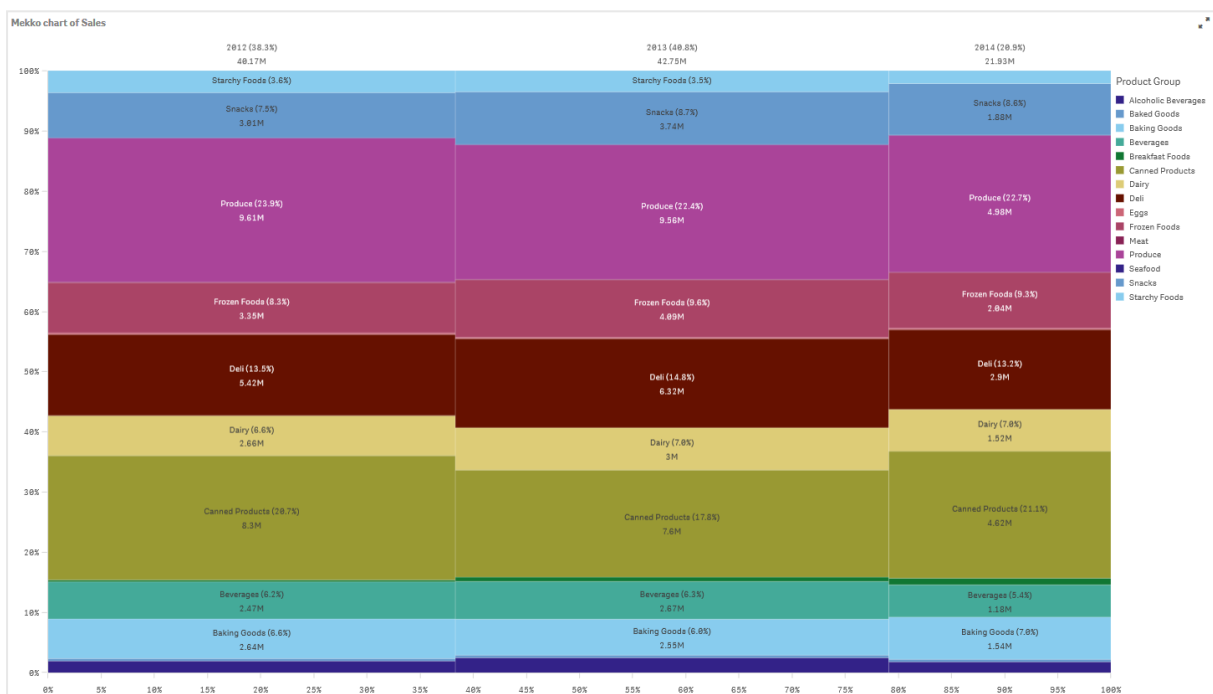 Mekko chart of Sales
2012 (38.3%)
40.17M
2013 (40.8%)
42.75M
2014 (20.9%)
21.93M
100%
90%
80%
70%
60%
50%
40%
30%
20%
10%
0%
Starchy Foods (3.6%)
Snacks (7.5%)
3.01M
Produce (23.9%)
9.61M
Frozen Foods (8.3%)
3.35M
Deli (13.5%)
5.42M
Dairy (6.6%)
2.66M
Canned Products (20.7%)
8.3M
Beverages (6.2%)
2.47M
Baking Goods (6.6%)
2.64M
Starchy Foods (3.5%)
Snacks (8.7%)
3.74M
Produce (22.4%)
9.56M
Frozen Foods (9.6%)
4.09M
Deli (14.8%)
6.32M
Dairy (7.0%)
3M
Canned Products (17.8%)
7.6M
Beverages (6.3%)
2.67M
Baking Goods (6.0%)
2.55M
Snacks (8.6%)
1.88M
Produce (22.7%)
4.98M
Frozen Foods (9.3%)
2.04M
Deli (13.2%)
2.9M
Dairy (7.0%)
1.52M
Canned Products (21.1%)
4.62M
Beverages (5.4%)
1.18M
Baking Goods (7.0%)
1.54M
0% 5% 10% 15% 20% 25% 30% 35% 40% 45% 50% 55% 60% 65% 70% 75% 80% 85% 90% 95% 100%
Product Group
Alcoholic Beverages
Baked Goods
Baking Goods
Beverages
Breakfast Foods
Canned Products
Dairy
Deli
Eggs
Frozen Foods
Meat
Produce
Seafood
Snacks
Starchy Foods